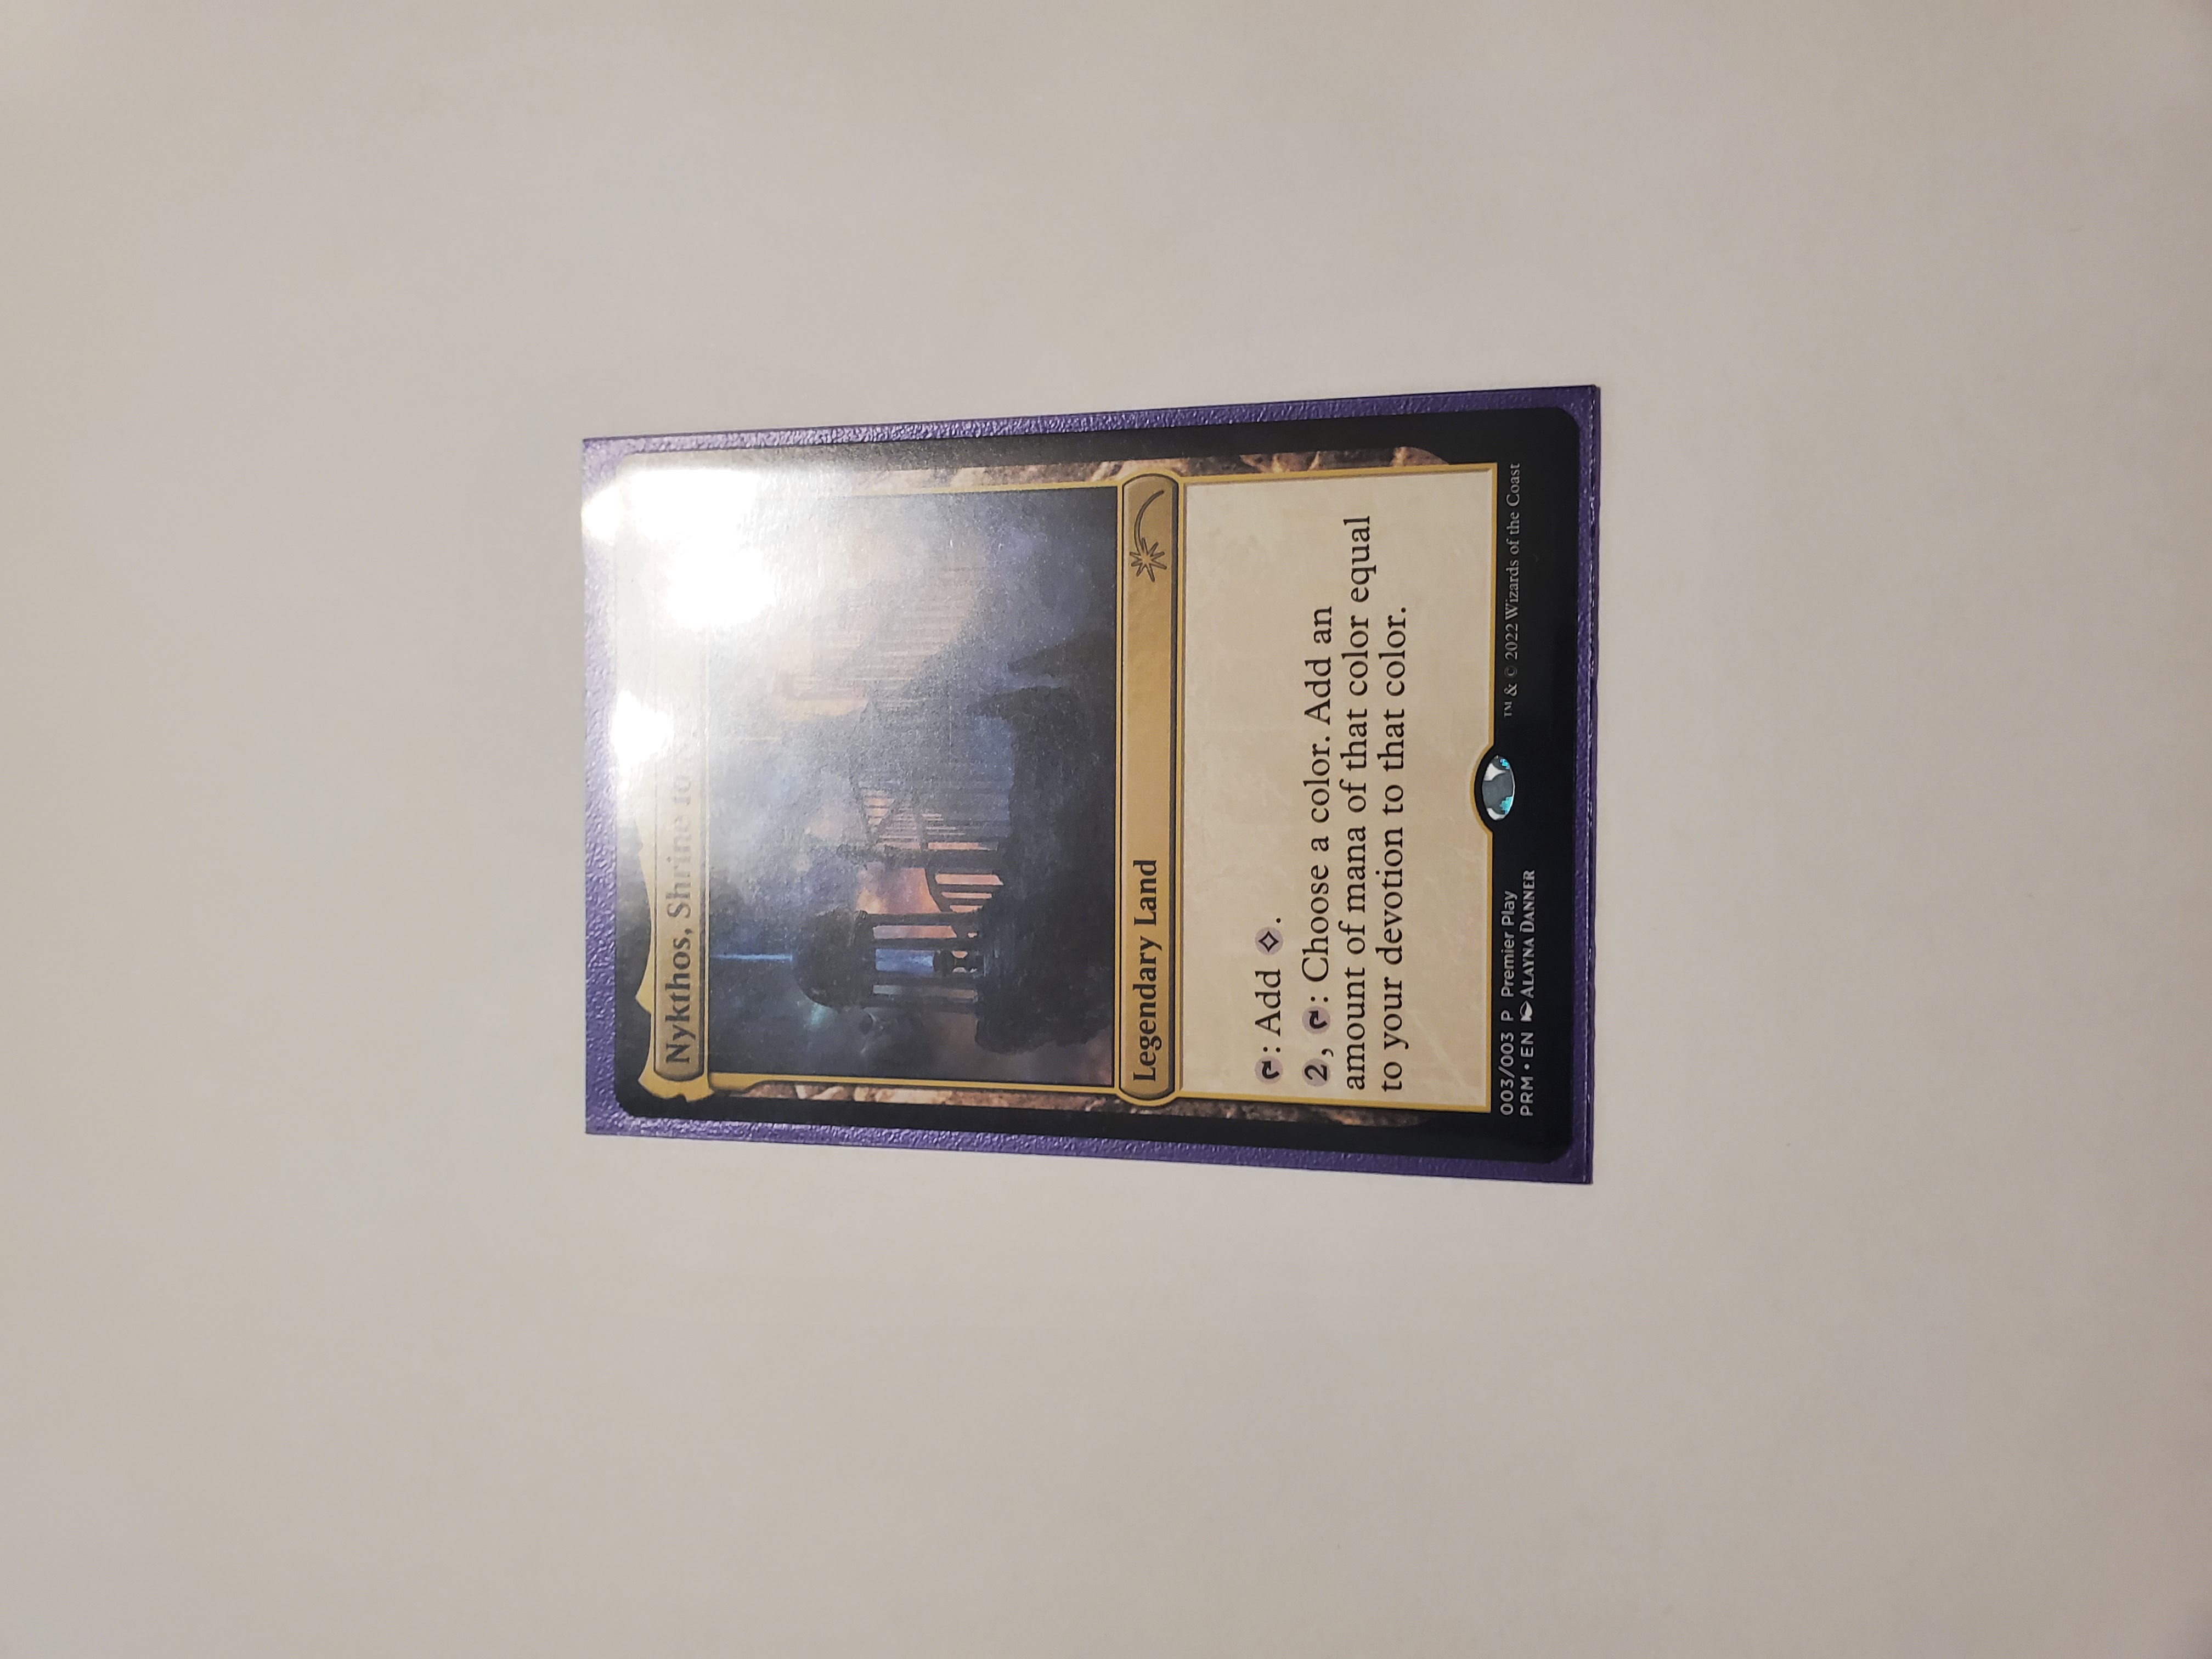 Nykthos, Shrine to
Legendary Land
: Add .
2, : Choose a color. Add an
amount of mana of that color equal
to your devotion to that color.
003/003 P Premier Play
PRM • EN ALAYNA DANNER
™ & © 2022 Wizards of the Coast